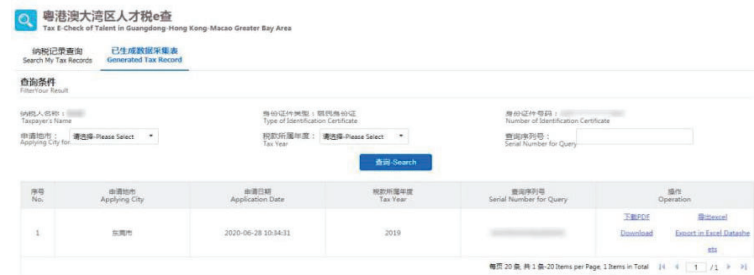 粤港澳大湾区人才税e查
Tax E-Check of Talent in Guangdong-Hong Kong-Macao Greater Bay Area
纳税记录查询
Search My Tax Records
已生成数据采集表
Generated Tax Record
查询条件
FilterYour Result
纳税人名称：
Taxpayer's Name
身份证件类型：居民身份证
Type of Identification Certificate
身份证件号码：
Number of Identification Certificate
申请地市：
Applying City for
请选择-Please Select
税款所属年度：
Tax Year
请选择-Please Select
查询序列号：
Serial Number for Query
查询-Search
序号
No.
申请地市
Applying City
申请日期
Application Date
税款所属年度
Tax Year
查询序列号
Serial Number for Query
操作
Operation
1
东莞市
2020-06-28 10:34:31
2019
下载PDF
Download
导出excel
Export in Excel Datashe
ets
每页 20 条, 共 1 条-20 Items per Page, 1 Items in Total
1 / 1